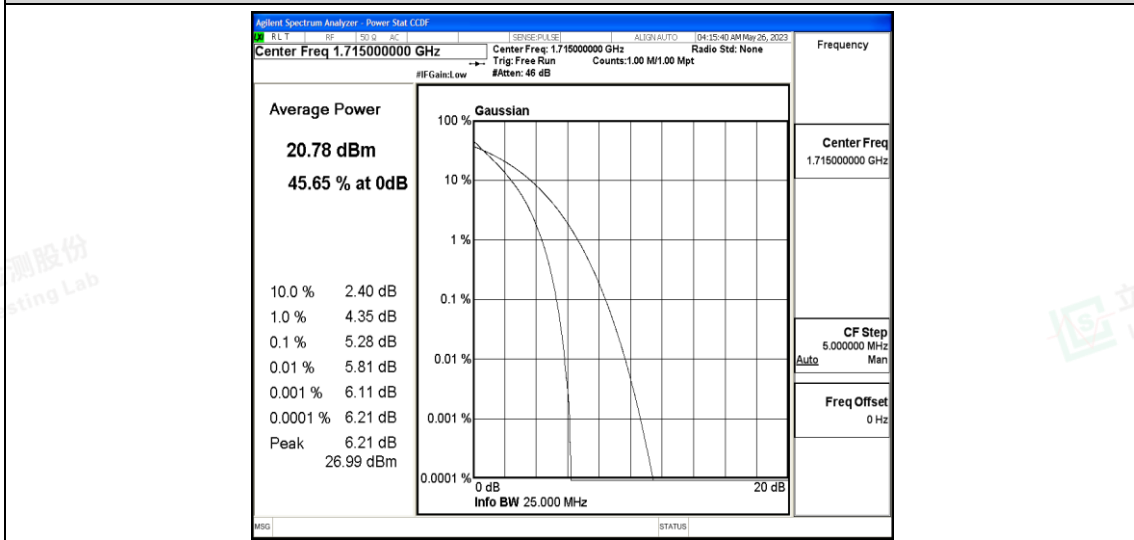 Agilent Spectrum Analyzer - Power Stat CCDF
LXI RLT RF 50 Ω AC SENSE:PULSE ALIGN AUTO 04:15:40 AM May 26, 2023
Center Freq 1.715000000 GHz
Center Freq: 1.715000000 GHz Radio Std: None
Trig: Free Run Counts:1.00 M/1.00 Mpt
#IFGain:Low #Atten: 46 dB
Frequency
Average Power
20.78 dBm
45.65 % at 0dB
10.0 % 2.40 dB
1.0 % 4.35 dB
0.1 % 5.28 dB
0.01 % 5.81 dB
0.001 % 6.11 dB
0.0001 % 6.21 dB
Peak 6.21 dB
26.99 dBm
Gaussian
100 %
10 %
1 %
0.1 %
0.01 %
0.001 %
0.0001 %
0 dB 20 dB
Info BW 25.000 MHz
Center Freq
1.715000000 GHz
CF Step
5.000000 MHz
Auto Man
Freq Offset
0 Hz
MSG STATUS
测股份
sting Lab
立